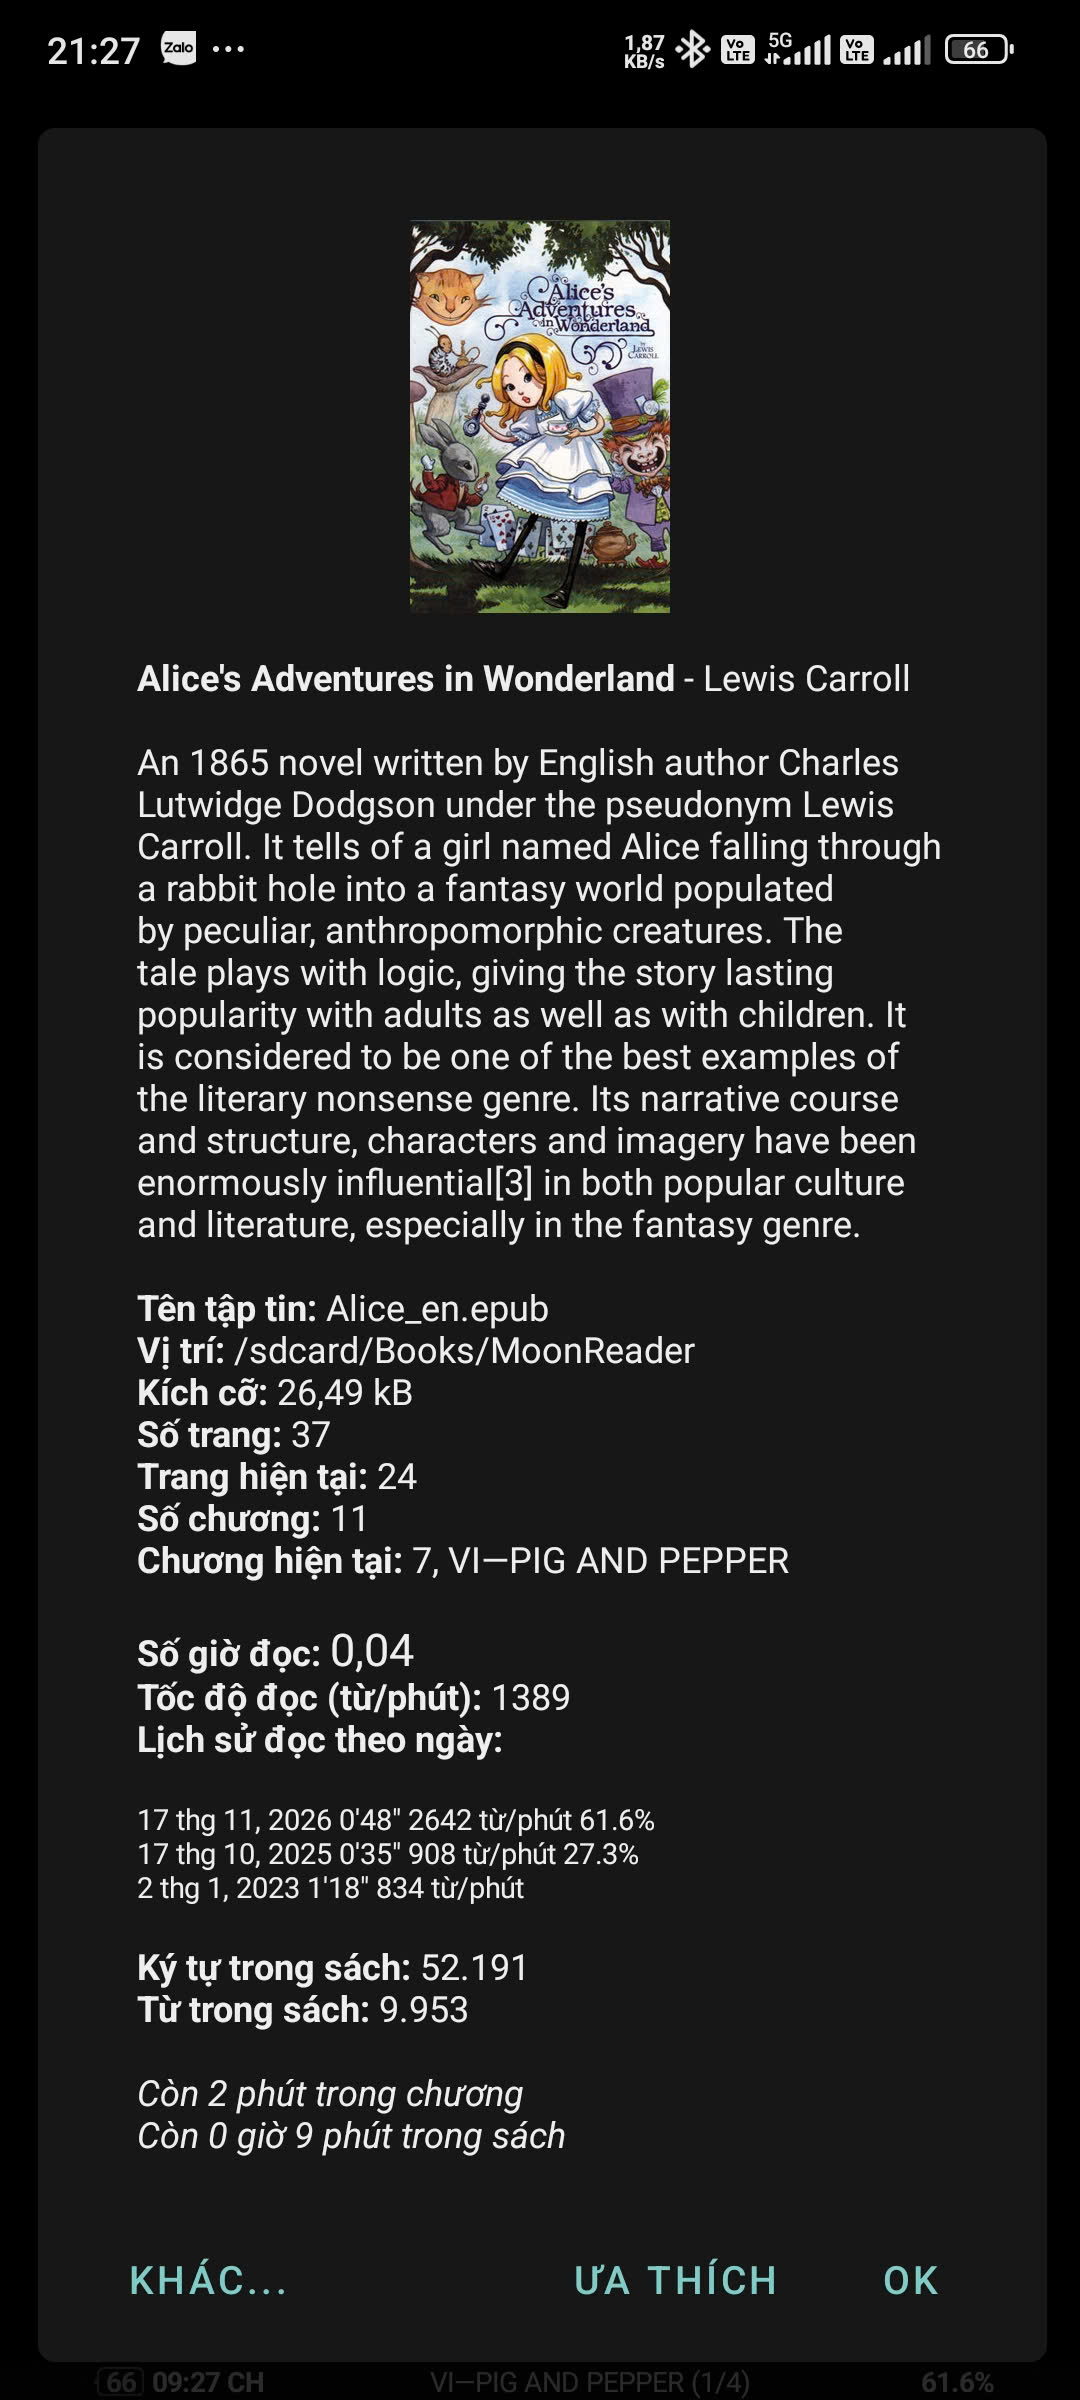 21:27 Zalo ...
1,87 KB/s Vo LTE 5G Vo LTE 66
Alice's
Adventures
in Wonderland
by
LEWIS
CARROLL
Alice's Adventures in Wonderland - Lewis Carroll
An 1865 novel written by English author Charles
Lutwidge Dodgson under the pseudonym Lewis
Carroll. It tells of a girl named Alice falling through
a rabbit hole into a fantasy world populated
by peculiar, anthropomorphic creatures. The
tale plays with logic, giving the story lasting
popularity with adults as well as with children. It
is considered to be one of the best examples of
the literary nonsense genre. Its narrative course
and structure, characters and imagery have been
enormously influential[3] in both popular culture
and literature, especially in the fantasy genre.
Tên tập tin: Alice_en.epub
Vị trí: /sdcard/Books/MoonReader
Kích cỡ: 26,49 kB
Số trang: 37
Trang hiện tại: 24
Số chương: 11
Chương hiện tại: 7, VI—PIG AND PEPPER
Số giờ đọc: 0,04
Tốc độ đọc (từ/phút): 1389
Lịch sử đọc theo ngày:
17 thg 11, 2026 0'48" 2642 từ/phút 61.6%
17 thg 10, 2025 0'35" 908 từ/phút 27.3%
2 thg 1, 2023 1'18" 834 từ/phút
Ký tự trong sách: 52.191
Từ trong sách: 9.953
Còn 2 phút trong chương
Còn 0 giờ 9 phút trong sách
KHÁC... ƯA THÍCH OK
66 09:27 CH VI—PIG AND PEPPER (1/4) 61.6%